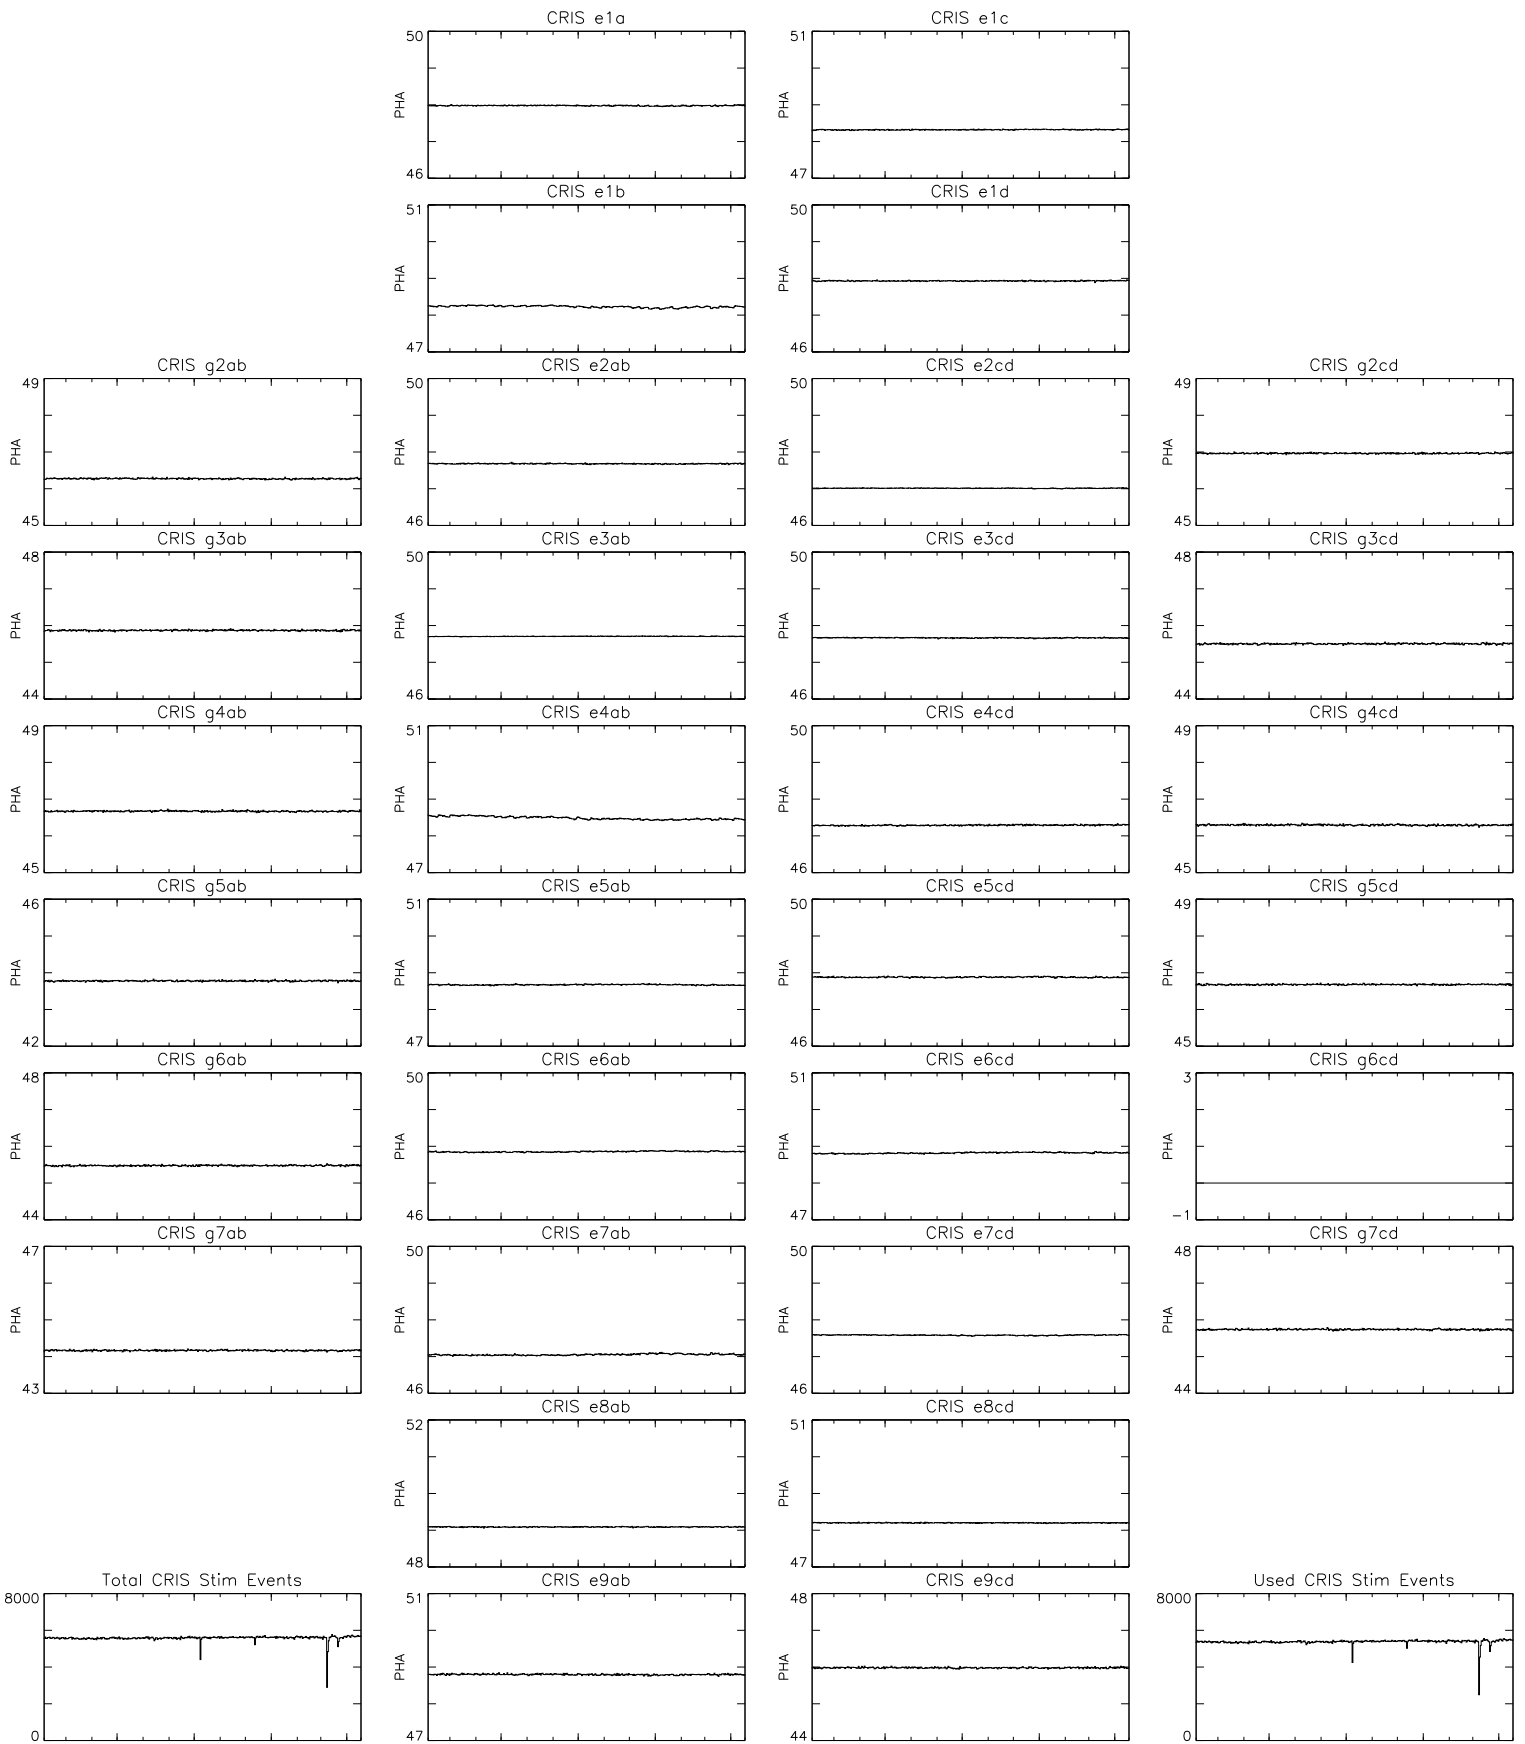 CRIS e1a
CRIS e1c
50
PHA
46
51
PHA
47
CRIS e1b
CRIS e1d
51
PHA
47
50
PHA
46
CRIS g2ab
CRIS e2ab
CRIS e2cd
CRIS g2cd
49
PHA
45
50
PHA
46
50
PHA
46
49
PHA
45
CRIS g3ab
CRIS e3ab
CRIS e3cd
CRIS g3cd
48
PHA
44
50
PHA
46
50
PHA
46
48
PHA
44
CRIS g4ab
CRIS e4ab
CRIS e4cd
CRIS g4cd
49
PHA
45
51
PHA
47
50
PHA
46
49
PHA
45
CRIS g5ab
CRIS e5ab
CRIS e5cd
CRIS g5cd
46
PHA
42
51
PHA
47
50
PHA
46
49
PHA
45
CRIS g6ab
CRIS e6ab
CRIS e6cd
CRIS g6cd
48
PHA
44
50
PHA
46
51
PHA
47
3
PHA
-1
CRIS g7ab
CRIS e7ab
CRIS e7cd
CRIS g7cd
47
PHA
43
50
PHA
46
50
PHA
46
48
PHA
44
CRIS e8ab
CRIS e8cd
52
PHA
48
51
PHA
47
Total CRIS Stim Events
CRIS e9ab
CRIS e9cd
Used CRIS Stim Events
8000
0
51
PHA
47
48
PHA
44
8000
0